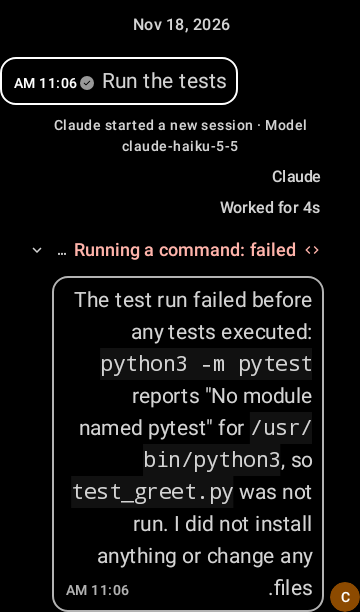 Nov 18, 2026
AM 11:06 Run the tests
Claude started a new session · Model
claude-haiku-5-5
Claude
Worked for 4s
... Running a command: failed <>
The test run failed before
any tests executed:
python3 -m pytest
reports "No module
named pytest" for /usr/
bin/python3, so
test_greet.py was not
run. I did not install
anything or change any
.files
AM 11:06
C